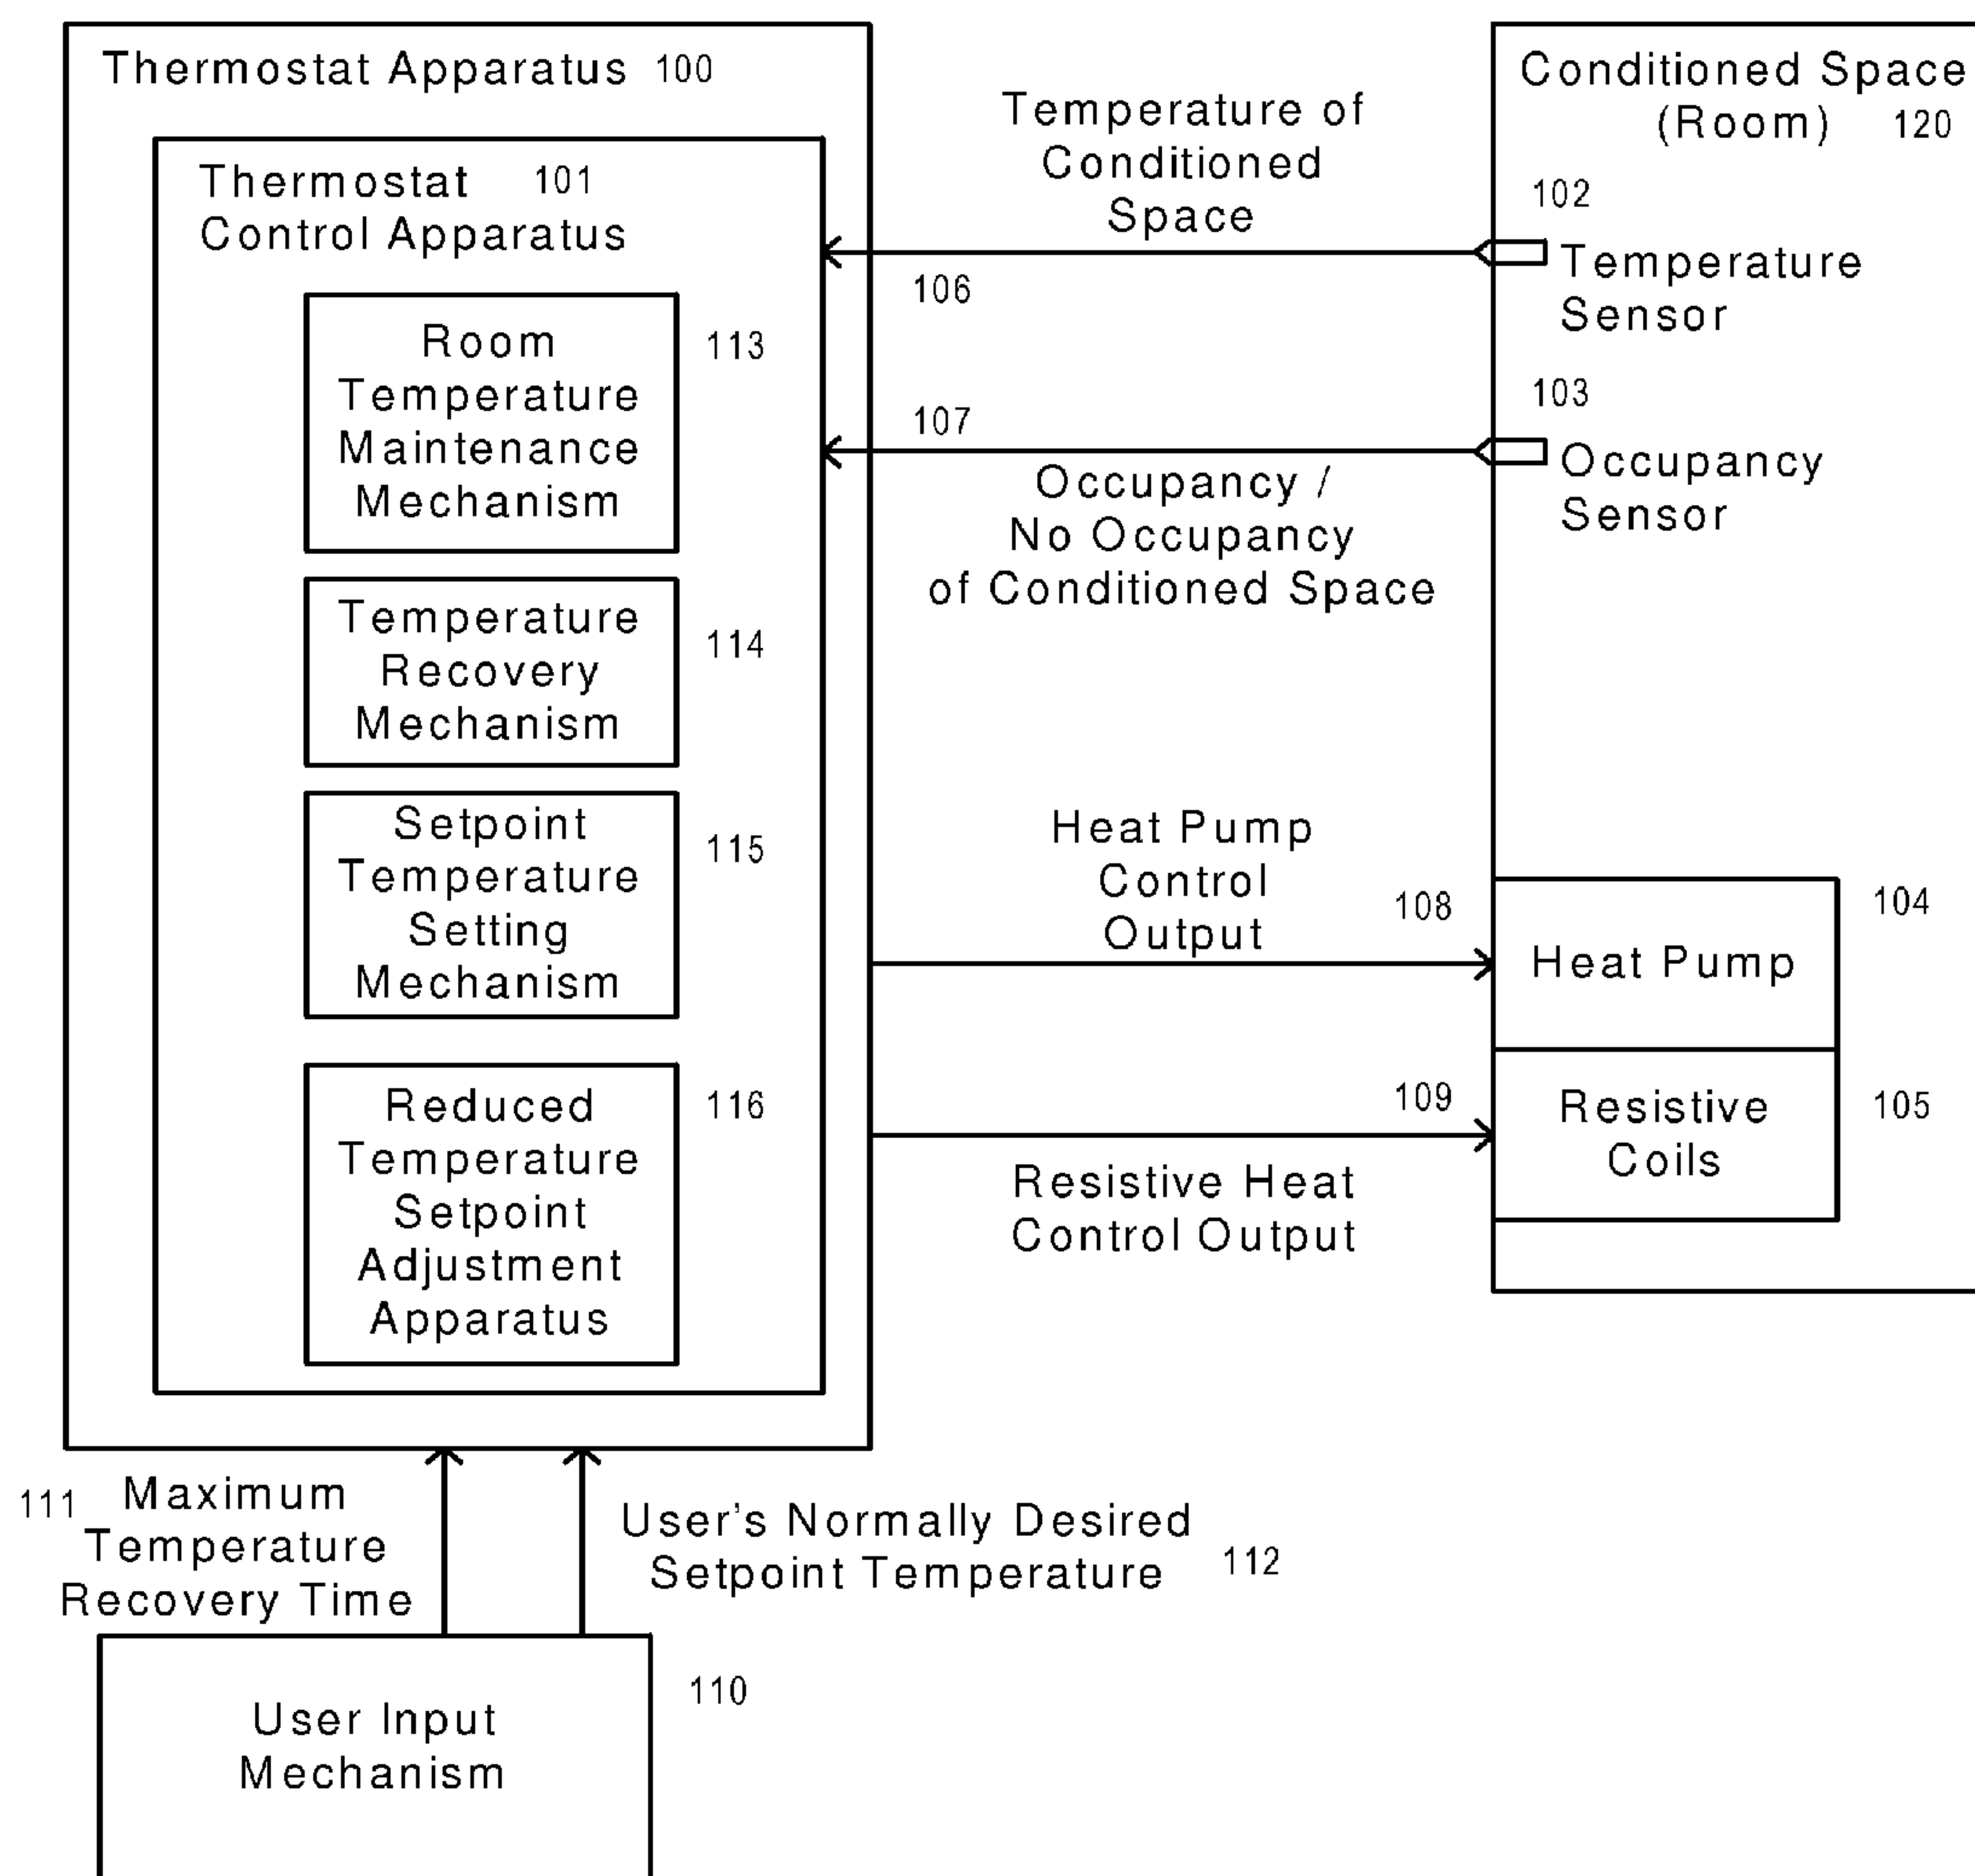 Thermostat Apparatus 100
Thermostat 101
Control Apparatus
Room
Temperature
Maintenance
Mechanism
113
Temperature
Recovery
Mechanism
114
Setpoint
Temperature
Setting
Mechanism
115
Reduced
Temperature
Setpoint
Adjustment
Apparatus
116
Temperature of
Conditioned
Space
106
107
Occupancy /
No Occupancy
of Conditioned Space
Heat Pump
Control
Output
108
109
Resistive Heat
Control Output
Conditioned Space
(Room) 120
102
Temperature
Sensor
103
Occupancy
Sensor
Heat Pump
104
Resistive
Coils
105
111 Maximum
Temperature
Recovery Time
User's Normally Desired
Setpoint Temperature 112
User Input
Mechanism
110